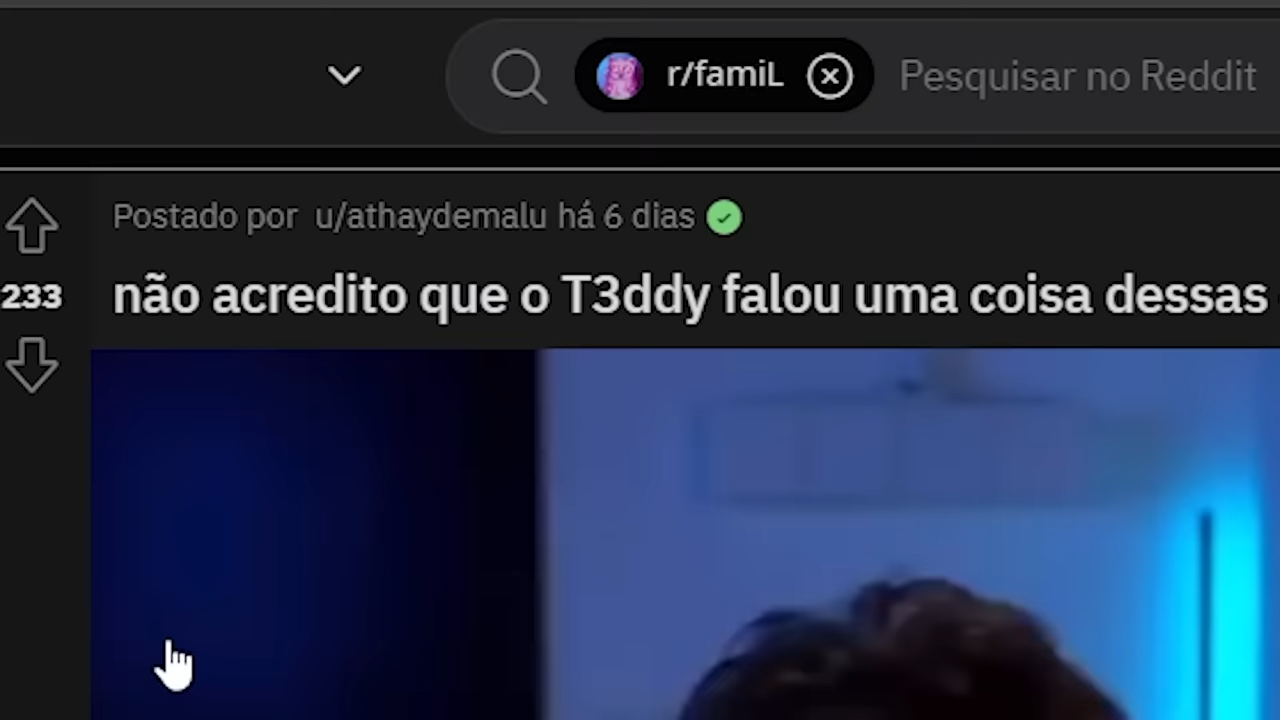 r/famiL Pesquisar no Reddit
Postado por u/athaydemalu há 6 dias
233
não acredito que o T3ddy falou uma coisa dessas